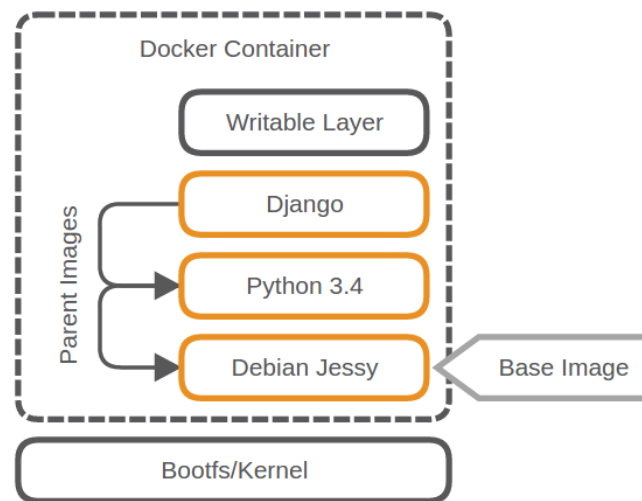 Docker Container
Writable Layer
Django
Parent Images
Python 3.4
Debian Jessy
Base Image
Bootfs/Kernel